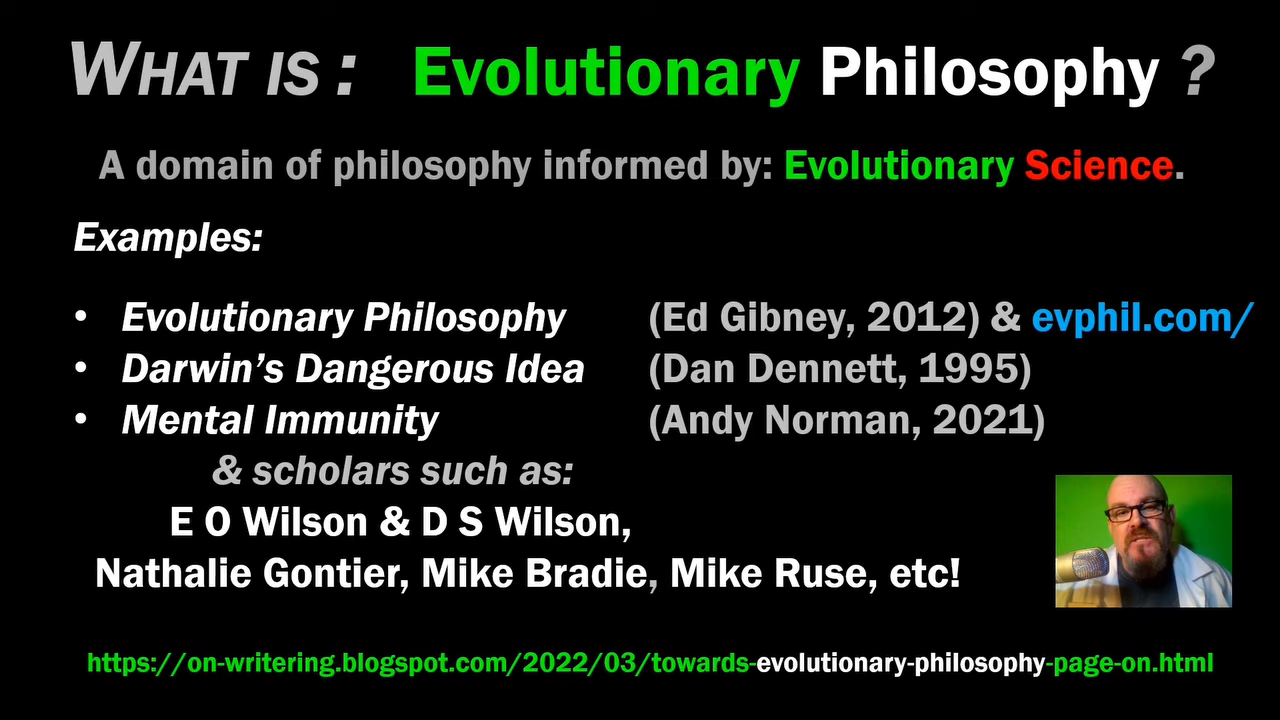 WHAT IS : Evolutionary Philosophy ?
A domain of philosophy informed by: Evolutionary Science.
Examples:
• Evolutionary Philosophy (Ed Gibney, 2012) & evphil.com/
• Darwin's Dangerous Idea (Dan Dennett, 1995)
• Mental Immunity (Andy Norman, 2021)
& scholars such as:
E O Wilson & D S Wilson,
Nathalie Gontier, Mike Bradie, Mike Ruse, etc!
https://on-writering.blogspot.com/2022/03/towards-evolutionary-philosophy-page-on.html